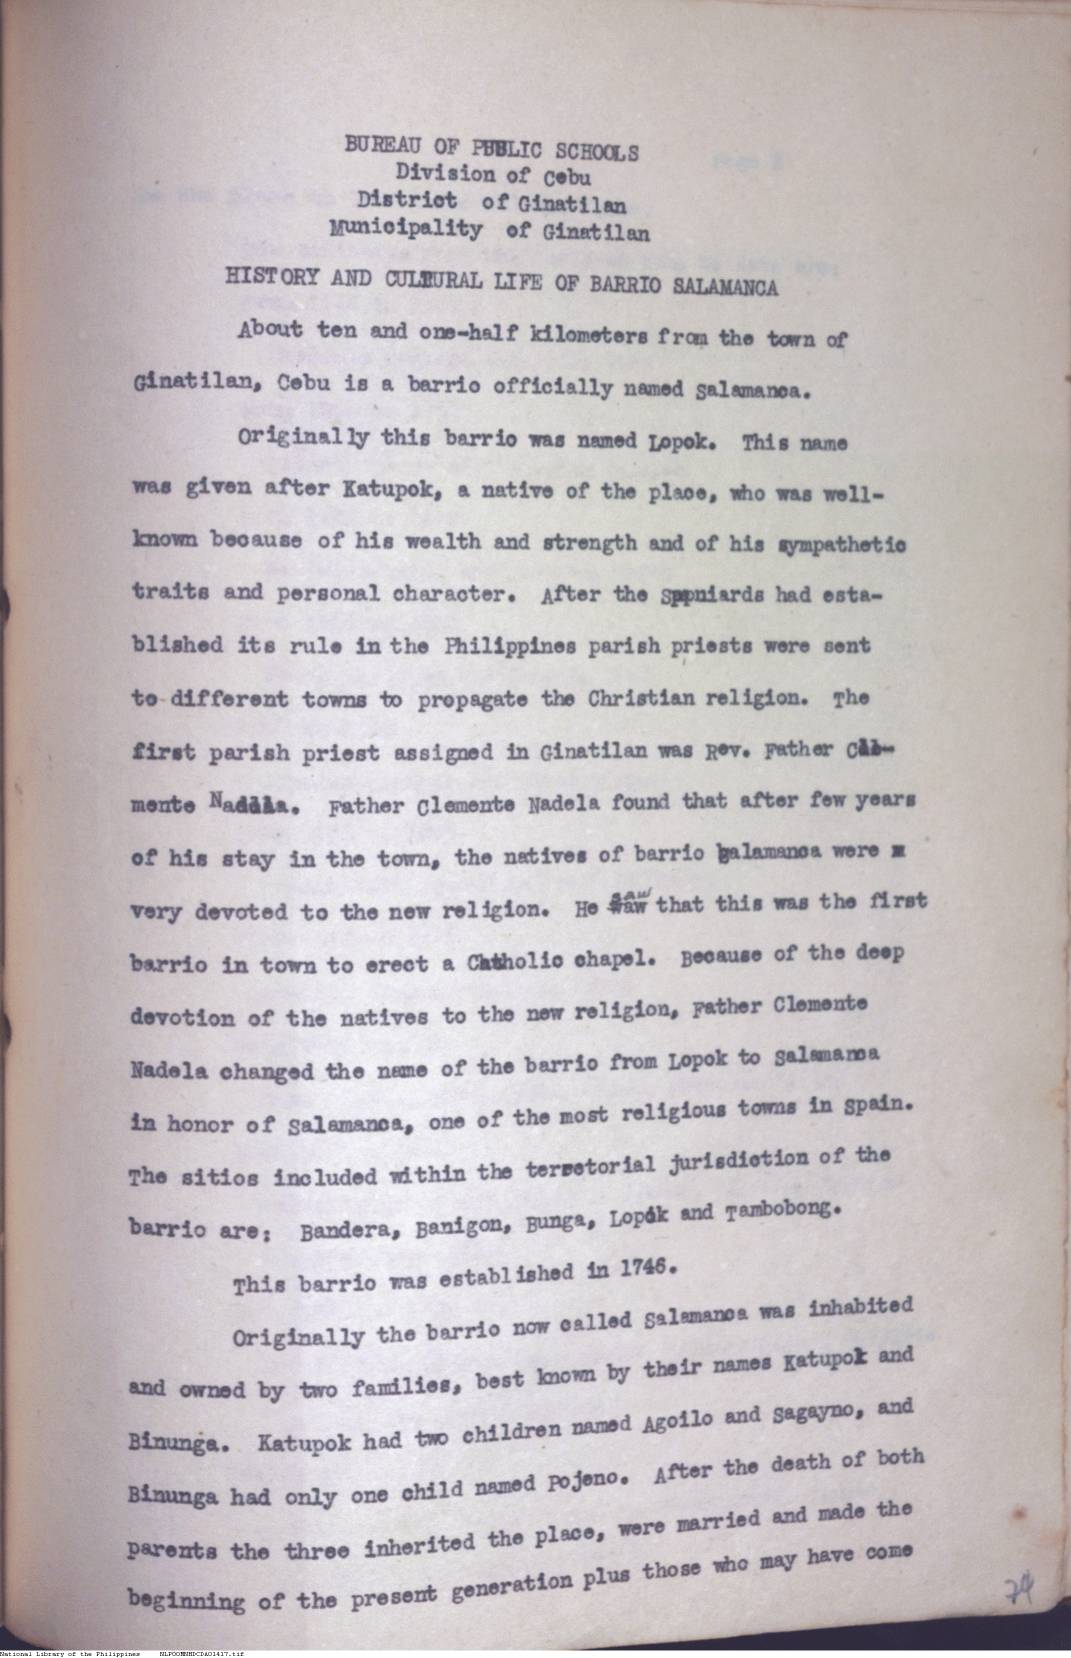 BUREAU OF PUBLIC SCHOOLS
Division of Cebu
District of Ginatilan
Municipality of Ginatilan
HISTORY AND CULTURAL LIFE OF BARRIO SALAMANCA
About ten and one-half kilometers from the town of
Ginatilan, Cebu is a barrio officially named Salamanca.
Originally this barrio was named Lopok. This name
was given after Katupok, a native of the place, who was well-
known because of his wealth and strength and of his sympathetic
traits and personal character. After the Spaniards had esta-
blished its rule in the Philippines parish priests were sent
to different towns to propagate the Christian religion. The
first parish priest assigned in Ginatilan was Rev. Father Cle-
mente Nadela. Father Clemente Nadela found that after few years
of his stay in the town, the natives of barrio Salamanca were
very devoted to the new religion. He saw that this was the first
barrio in town to erect a Catholic chapel. Because of the deep
devotion of the natives to the new religion, Father Clemente
Nadela changed the name of the barrio from Lopok to Salamanca
in honor of Salamanca, one of the most religious towns in Spain.
The sitios included within the terretorial jurisdiction of the
barrio are: Bandera, Banigon, Bunga, Lopok and Tambobong.
This barrio was established in 1746.
Originally the barrio now called Salamanca was inhabited
and owned by two families, best known by their names Katupok and
Binunga. Katupok had two children named Agoilo and Sagayno, and
Binunga had only one child named Pojeno. After the death of both
parents the three inherited the place, were married and made the
beginning of the present generation plus those who may have come
74
National Library of the Philippines NLPOOMNHDCDA01417.tif